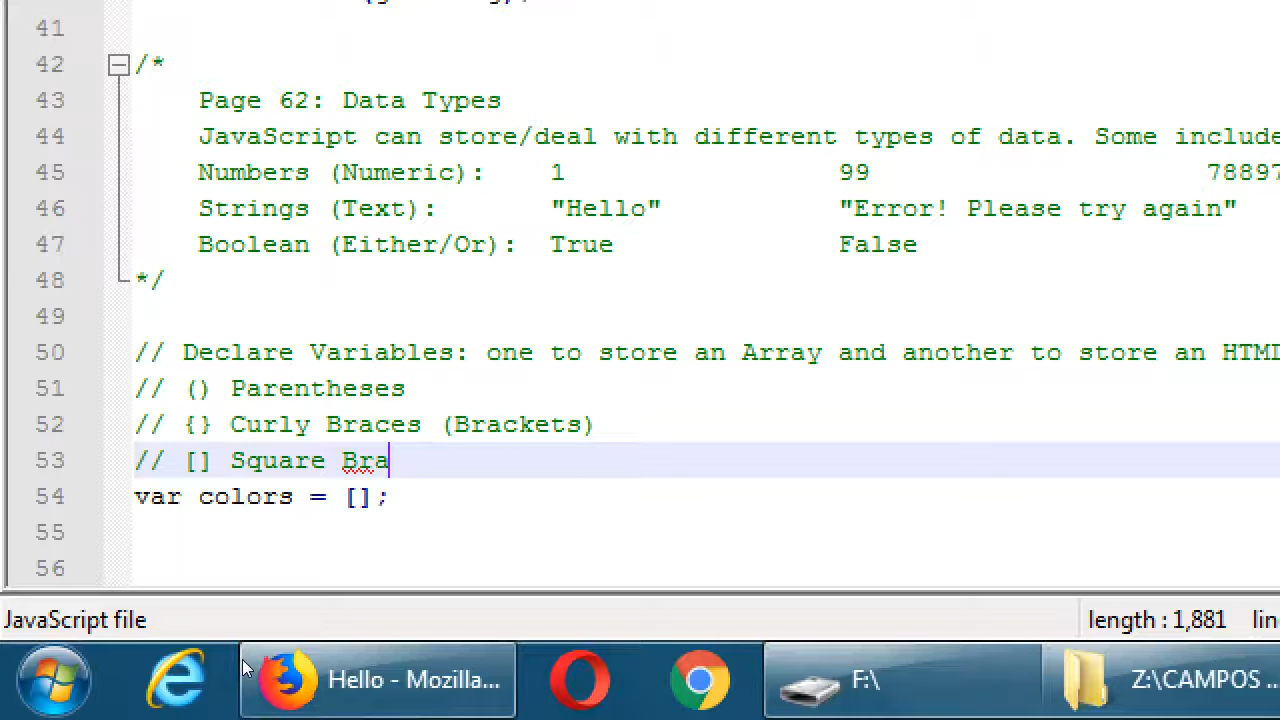 41
42 /*
43 Page 62: Data Types
44 JavaScript can store/deal with different types of data. Some include
45 Numbers (Numeric): 1 99 78897
46 Strings (Text): "Hello" "Error! Please try again"
47 Boolean (Either/Or): True False
48 */
49
50 // Declare Variables: one to store an Array and another to store an HTML
51 // () Parentheses
52 // {} Curly Braces (Brackets)
53 // [] Square Bra
54 var colors = [];
55
56
JavaScript file length : 1,881 lin
Hello - Mozilla... F:\ Z:\CAMPOS ...